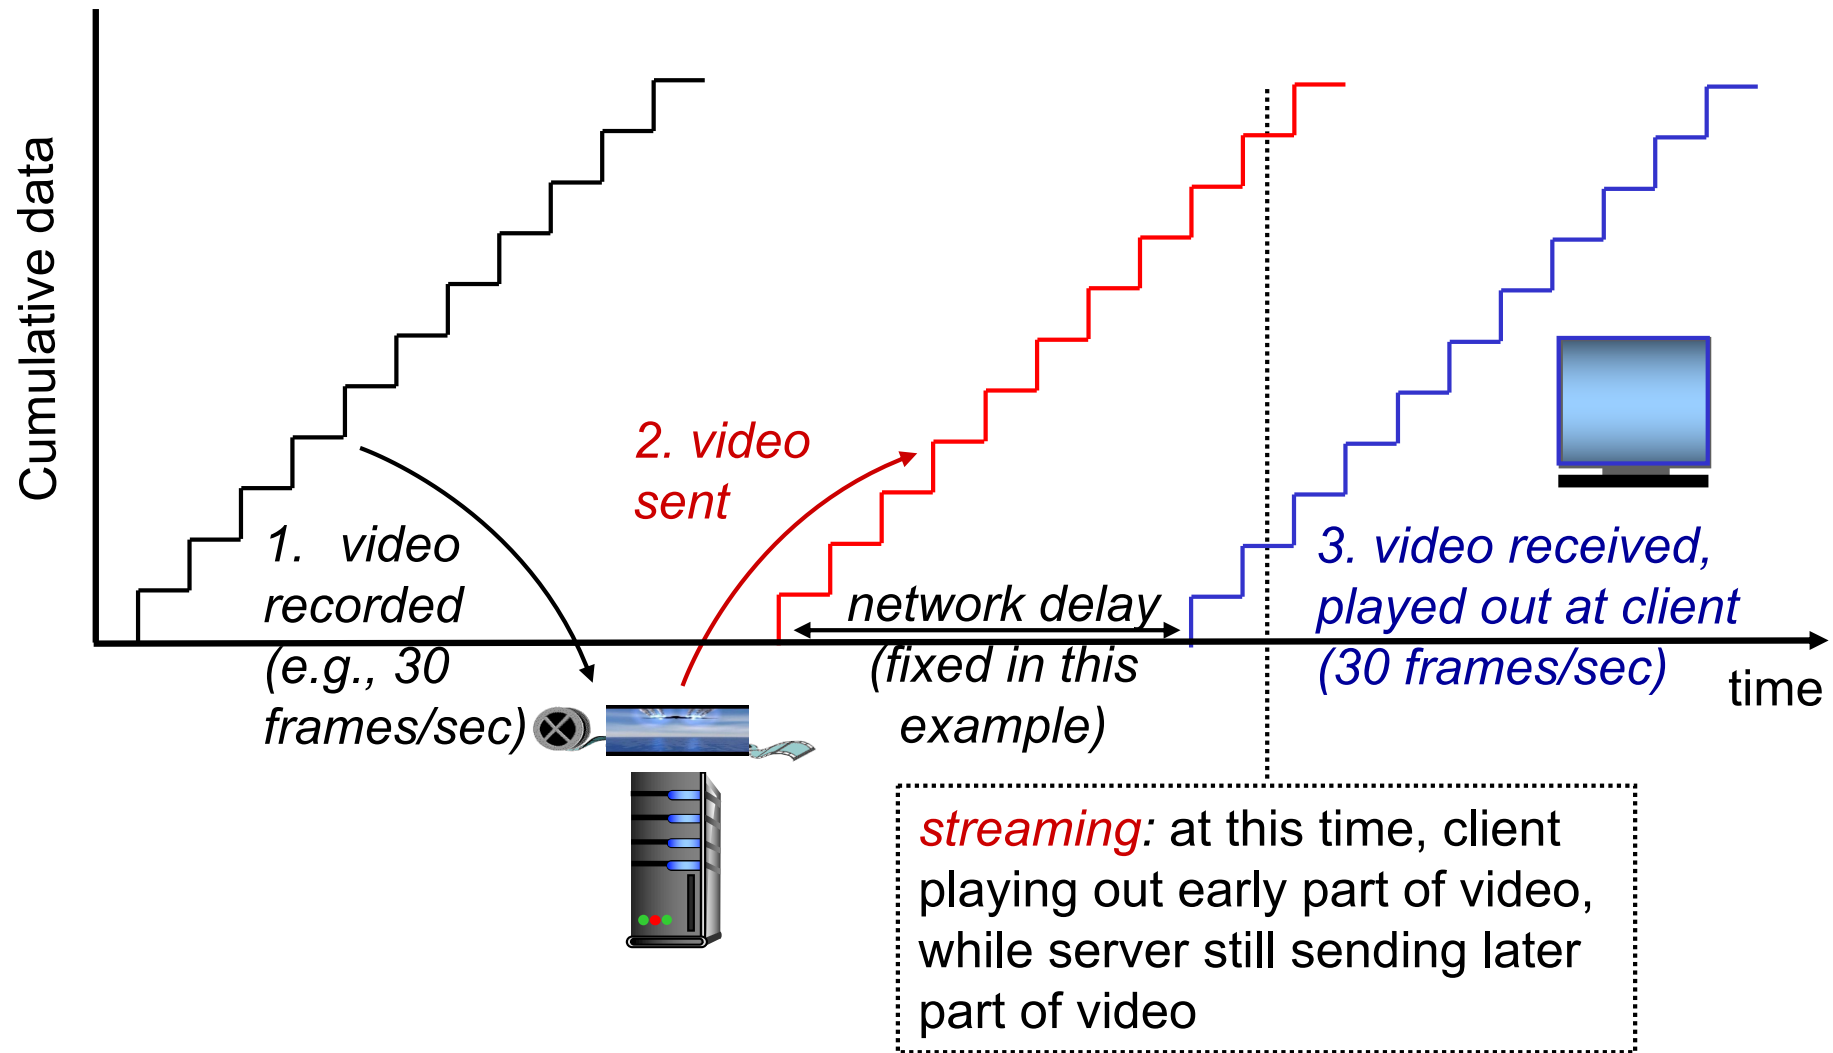 Cumulative data
1. video
recorded
(e.g., 30
frames/sec)
2. video
sent
network delay
(fixed in this
example)
3. video received,
played out at client
(30 frames/sec)
time
streaming: at this time, client
playing out early part of video,
while server still sending later
part of video